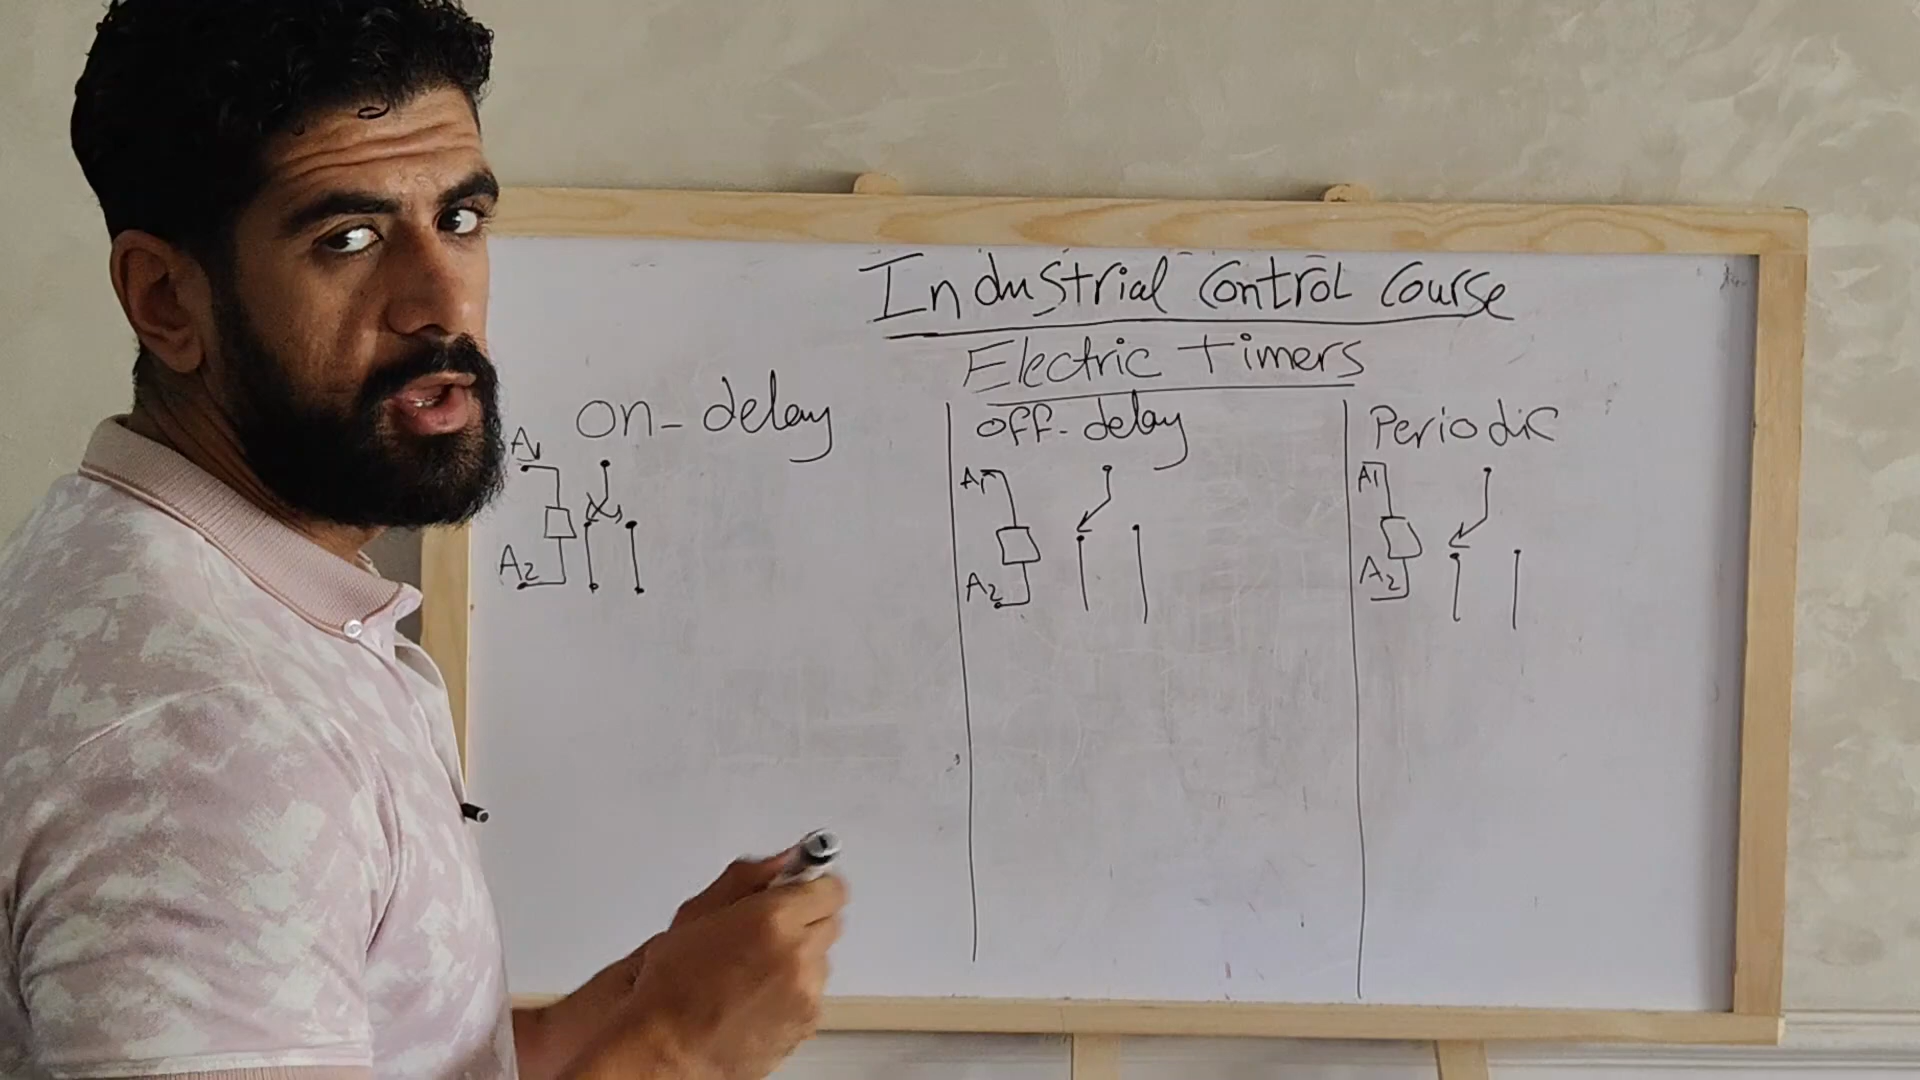 Industrial Control Course
Electric Timers
on-delay
A1
A2
off-delay
A1
A2
Periodic
A1
A2